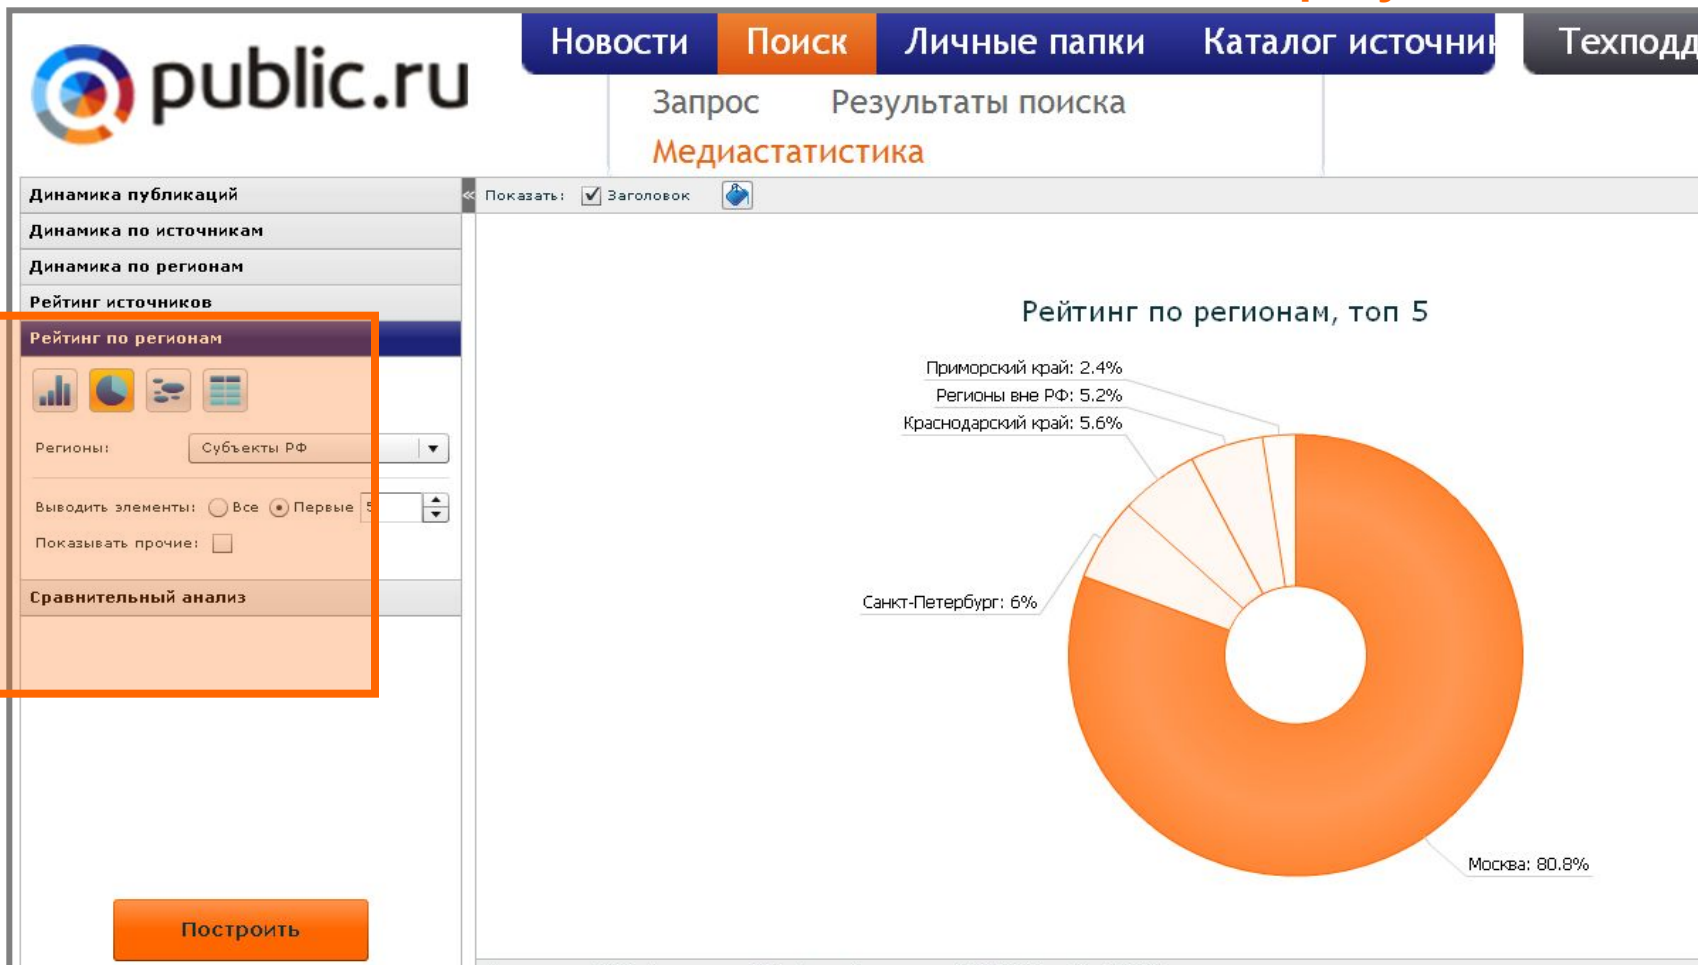 public.ru
Новости Поиск Личные папки Каталог источник Техподд
Запрос Результаты поиска
Медиастатистика
Динамика публикаций
Динамика по источникам
Динамика по регионам
Рейтинг источников
Рейтинг по регионам
Регионы: Субъекты РФ
Выводить элементы: Все Первые 5
Показывать прочие:
Сравнительный анализ
Построить
« Показать: Заголовок
Рейтинг по регионам, топ 5
Приморский край: 2.4%
Регионы вне РФ: 5.2%
Краснодарский край: 5.6%
Санкт-Петербург: 6%
Москва: 80.8%